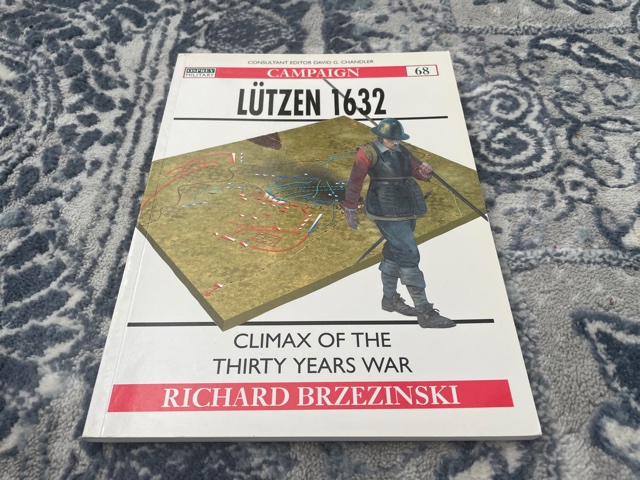 CONSULTANT EDITOR DAVID G. CHANDLER
OSPREY
MILITARY
CAMPAIGN
68
LÜTZEN 1632
CLIMAX OF THE
THIRTY YEARS WAR
RICHARD BRZEZINSKI